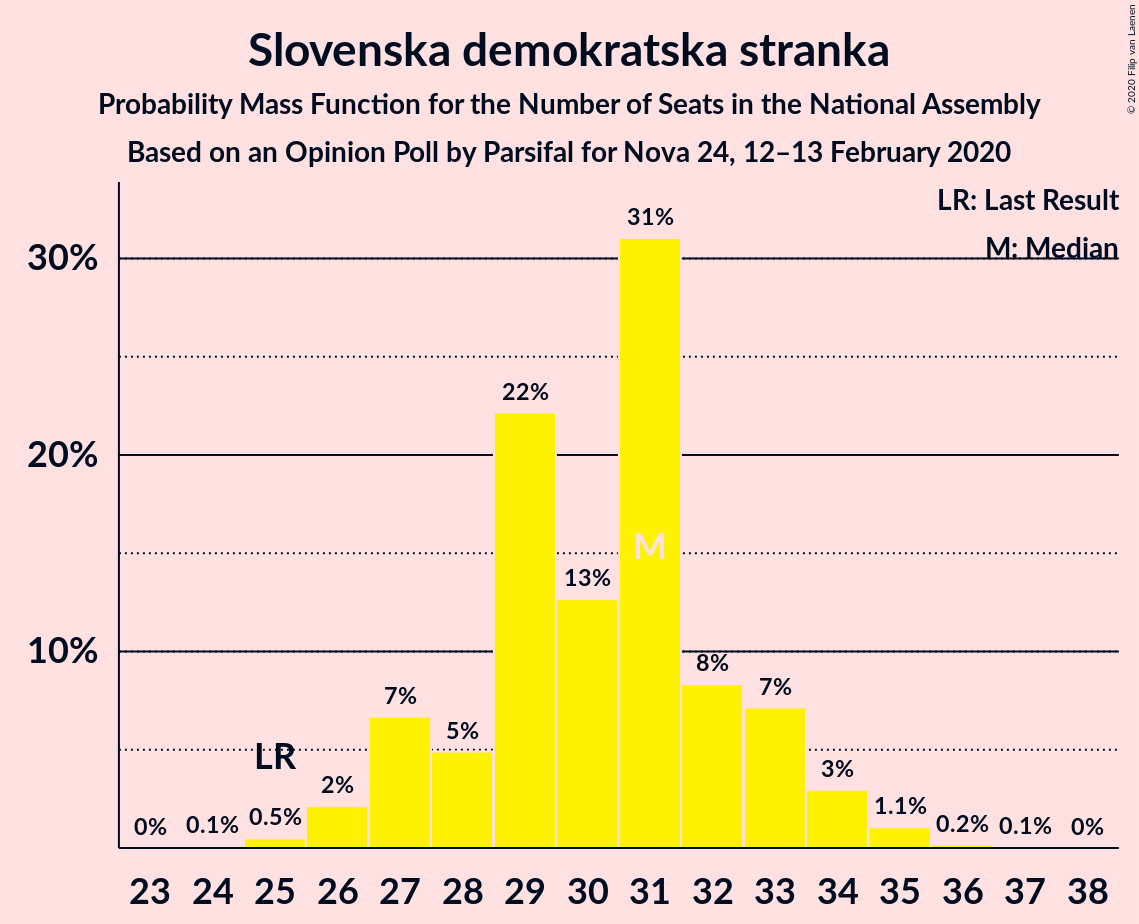 Slovenska demokratska stranka
Probability Mass Function for the Number of Seats in the National Assembly
Based on an Opinion Poll by Parsifal for Nova 24, 12–13 February 2020
© 2020 Filip van Laenen
LR: Last Result
M: Median
30%
20%
10%
0%
0.1%
0.5%
LR
2%
7%
5%
22%
13%
31%
M
8%
7%
3%
1.1%
0.2%
0.1%
0%
23 24 25 26 27 28 29 30 31 32 33 34 35 36 37 38